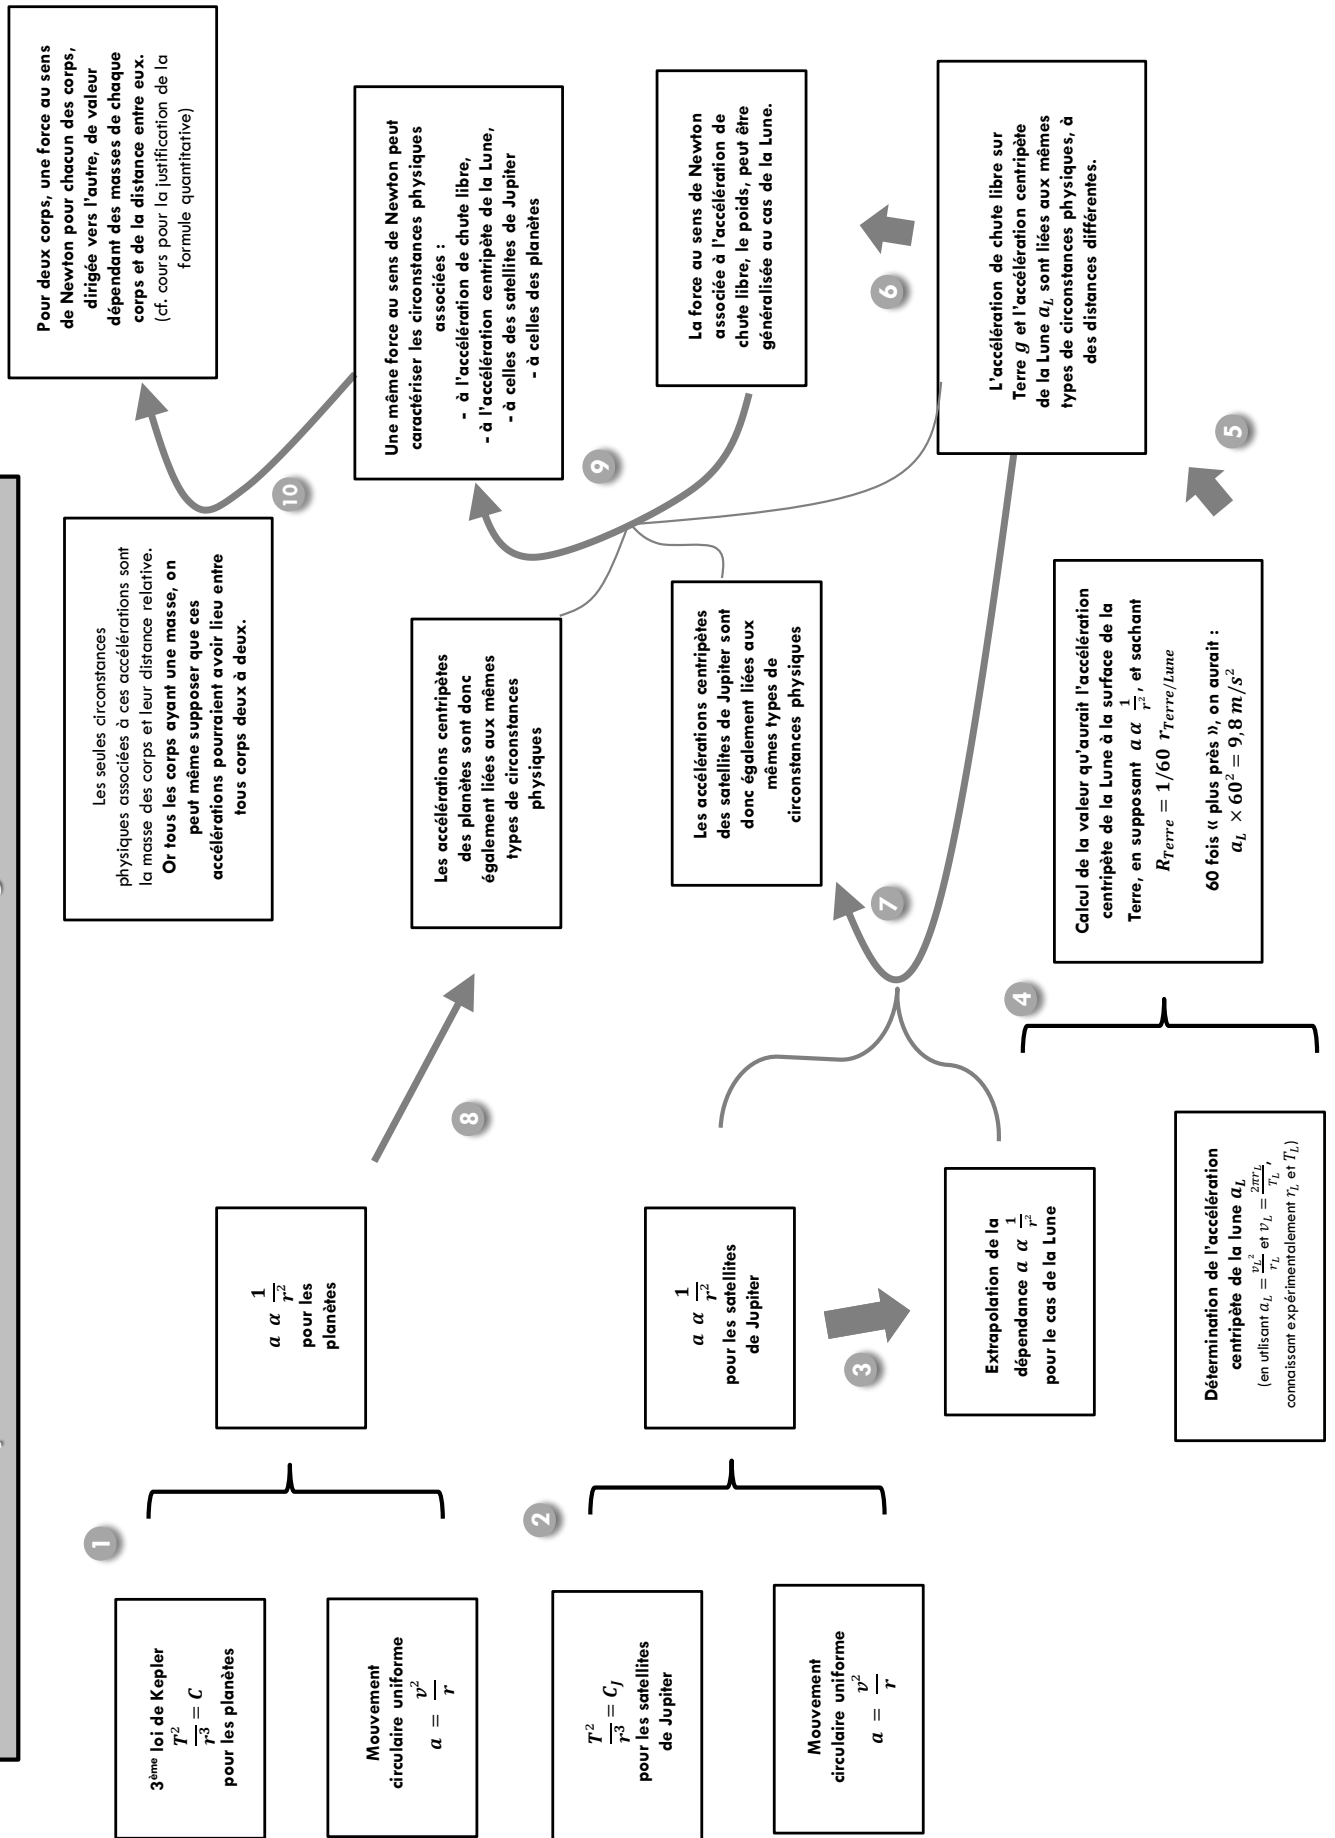 1
3ème loi de Kepler
T²/r³ = C
pour les planètes
Mouvement
circulaire uniforme
a = v²/r
a α 1/r²
pour les
planètes
2
T²/r³ = C_J
pour les satellites
de Jupiter
Mouvement
circulaire uniforme
a = v²/r
a α 1/r²
pour les satellites
de Jupiter
3
Extrapolation de la
dépendance a α 1/r²
pour le cas de la Lune
Détermination de l'accélération
centripète de la lune a_L
(en utilisant a_L = v_L²/r_L et v_L = 2πr_L/T_L,
connaissant expérimentalement r_L et T_L)
4
Calcul de la valeur qu'aurait l'accélération
centripète de la Lune à la surface de la
Terre, en supposant a α 1/r², et sachant
R_Terre = 1/60 r_Terre/Lune
60 fois « plus près », on aurait :
a_L × 60² = 9,8 m/s²
5
L'accélération de chute libre sur
Terre g et l'accélération centripète
de la Lune a_L sont liées aux mêmes
types de circonstances physiques, à
des distances différentes.
6
La force au sens de Newton
associée à l'accélération de
chute libre, le poids, peut être
généralisée au cas de la Lune.
7
Les accélérations centripètes
des satellites de Jupiter sont
donc également liées aux
mêmes types de
circonstances physiques
8
Les accélérations centripètes
des planètes sont donc
également liées aux mêmes
types de circonstances
physiques
9
Une même force au sens de Newton peut
caractériser les circonstances physiques
associées :
- à l'accélération de chute libre,
- à l'accélération centripète de la Lune,
- à celles des satellites de Jupiter
- à celles des planètes
10
Les seules circonstances
physiques associées à ces accélérations sont
la masse des corps et leur distance relative.
Or tous les corps ayant une masse, on
peut même supposer que ces
accélérations pourraient avoir lieu entre
tous corps deux à deux.
Pour deux corps, une force au sens
de Newton pour chacun des corps,
dirigée vers l'autre, de valeur
dépendant des masses de chaque
corps et de la distance entre eux.
(cf. cours pour la justification de la
formule quantitative)